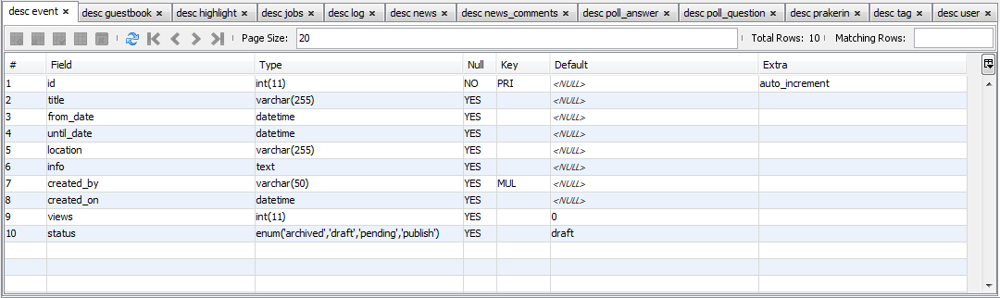 desc event × desc guestbook × desc highlight × desc jobs × desc log × desc news × desc news_comments × desc poll_answer × desc poll_question × desc prakerin × desc tag × desc user ×
Page Size: 20 Total Rows: 10 Matching Rows:
# Field Type Null Key Default Extra
1 id int(11) NO PRI <NULL> auto_increment
2 title varchar(255) YES <NULL>
3 from_date datetime YES <NULL>
4 until_date datetime YES <NULL>
5 location varchar(255) YES <NULL>
6 info text YES <NULL>
7 created_by varchar(50) YES MUL <NULL>
8 created_on datetime YES <NULL>
9 views int(11) YES 0
10 status enum('archived','draft','pending','publish') YES draft